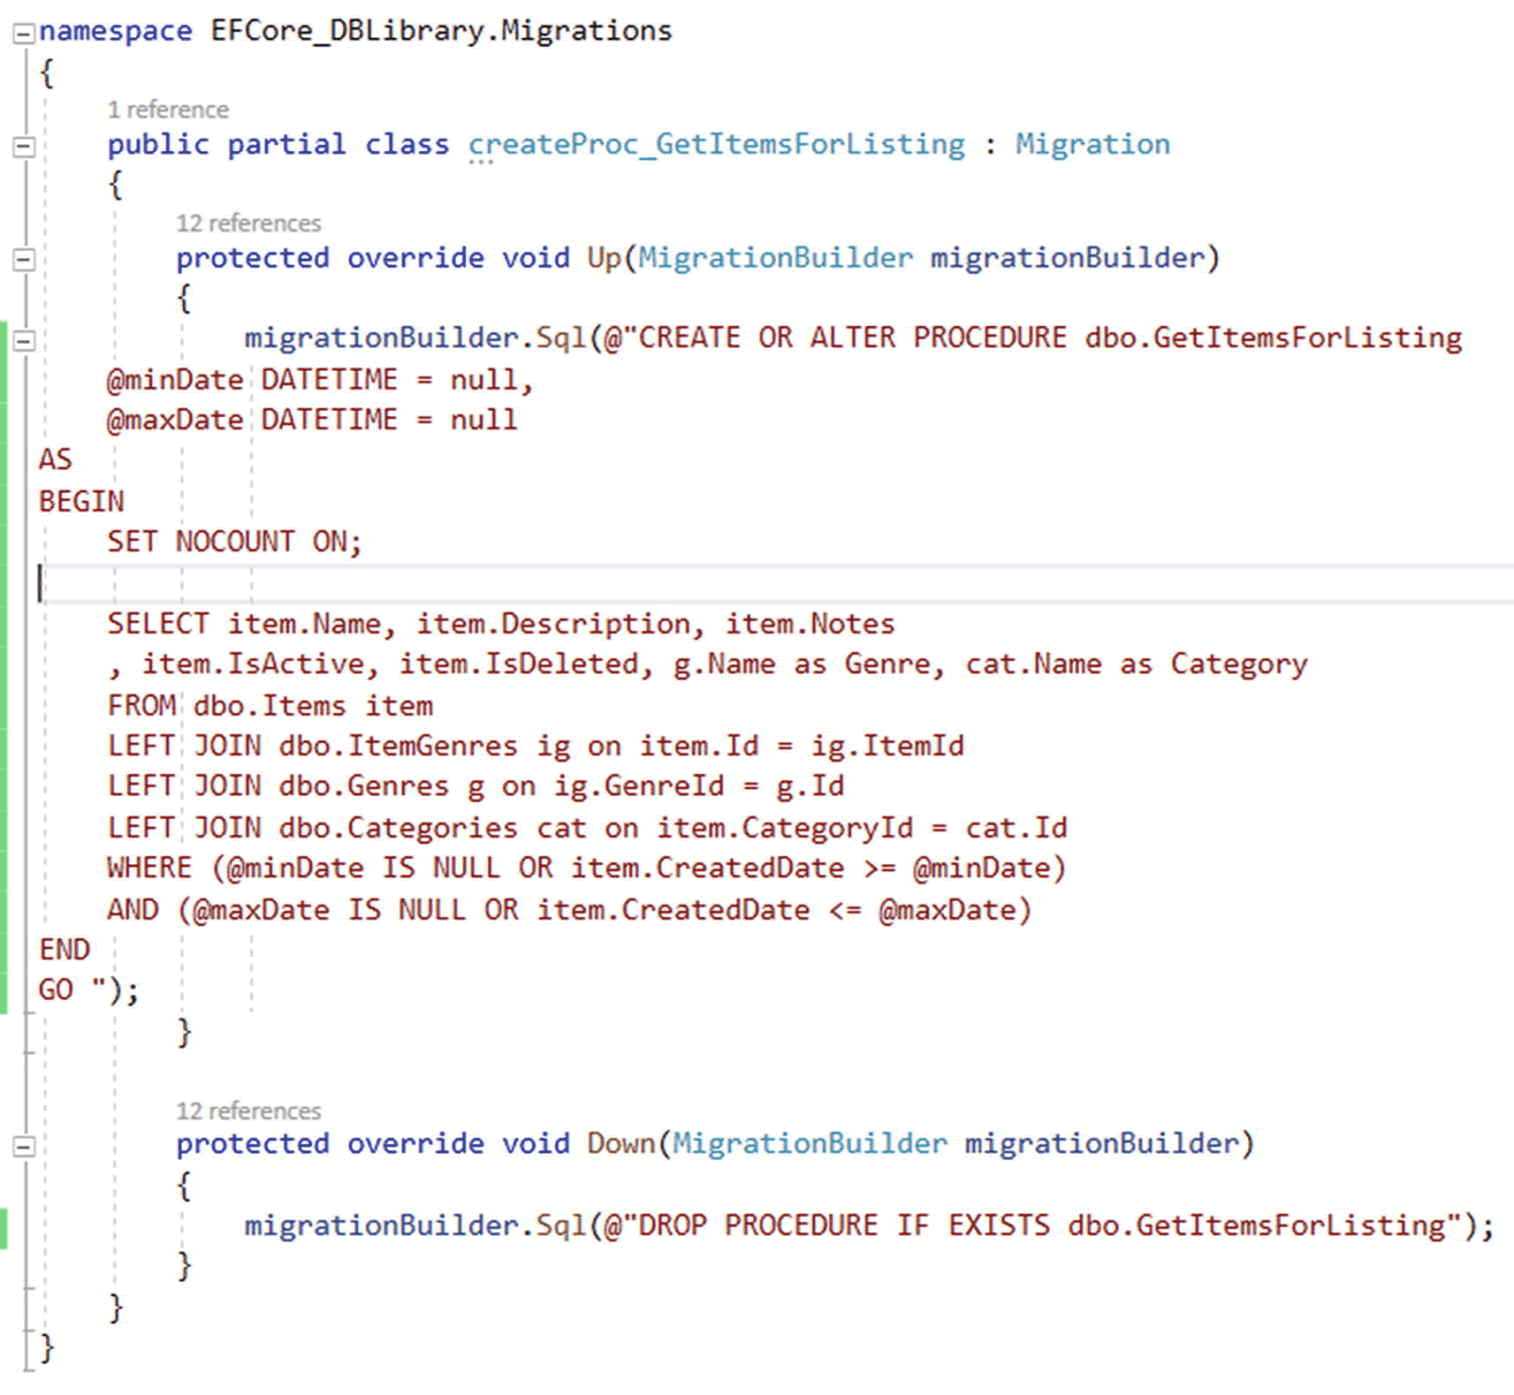 namespace EFCore_DBLibrary.Migrations
{
1 reference
public partial class createProc_GetItemsForListing : Migration
{
12 references
protected override void Up(MigrationBuilder migrationBuilder)
{
migrationBuilder.Sql(@"CREATE OR ALTER PROCEDURE dbo.GetItemsForListing
@minDate DATETIME = null,
@maxDate DATETIME = null
AS
BEGIN
SET NOCOUNT ON;
SELECT item.Name, item.Description, item.Notes
, item.IsActive, item.IsDeleted, g.Name as Genre, cat.Name as Category
FROM dbo.Items item
LEFT JOIN dbo.ItemGenres ig on item.Id = ig.ItemId
LEFT JOIN dbo.Genres g on ig.GenreId = g.Id
LEFT JOIN dbo.Categories cat on item.CategoryId = cat.Id
WHERE (@minDate IS NULL OR item.CreatedDate >= @minDate)
AND (@maxDate IS NULL OR item.CreatedDate <= @maxDate)
END
GO ");
}
12 references
protected override void Down(MigrationBuilder migrationBuilder)
{
migrationBuilder.Sql(@"DROP PROCEDURE IF EXISTS dbo.GetItemsForListing");
}
}
}